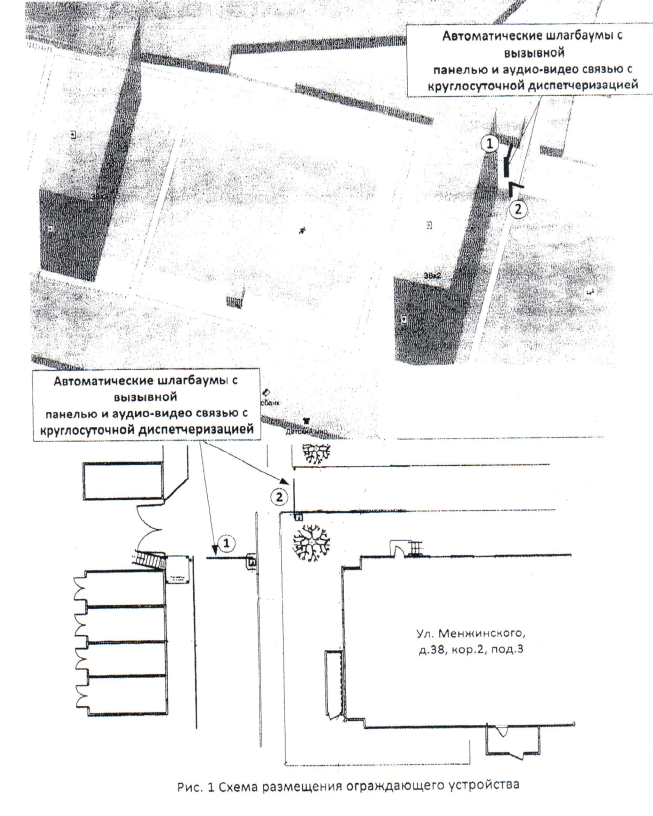 Автоматические шлагбаумы с
вызывной
панелью и аудио-видео связью с
круглосуточной диспетчеризацией
1
2
38к2
Автоматические шлагбаумы с
вызывной
панелью и аудио-видео связью с
круглосуточной диспетчеризацией
2
1
Ул. Менжинского,
д.38, кор.2, под.3
Рис. 1 Схема размещения ограждающего устройства